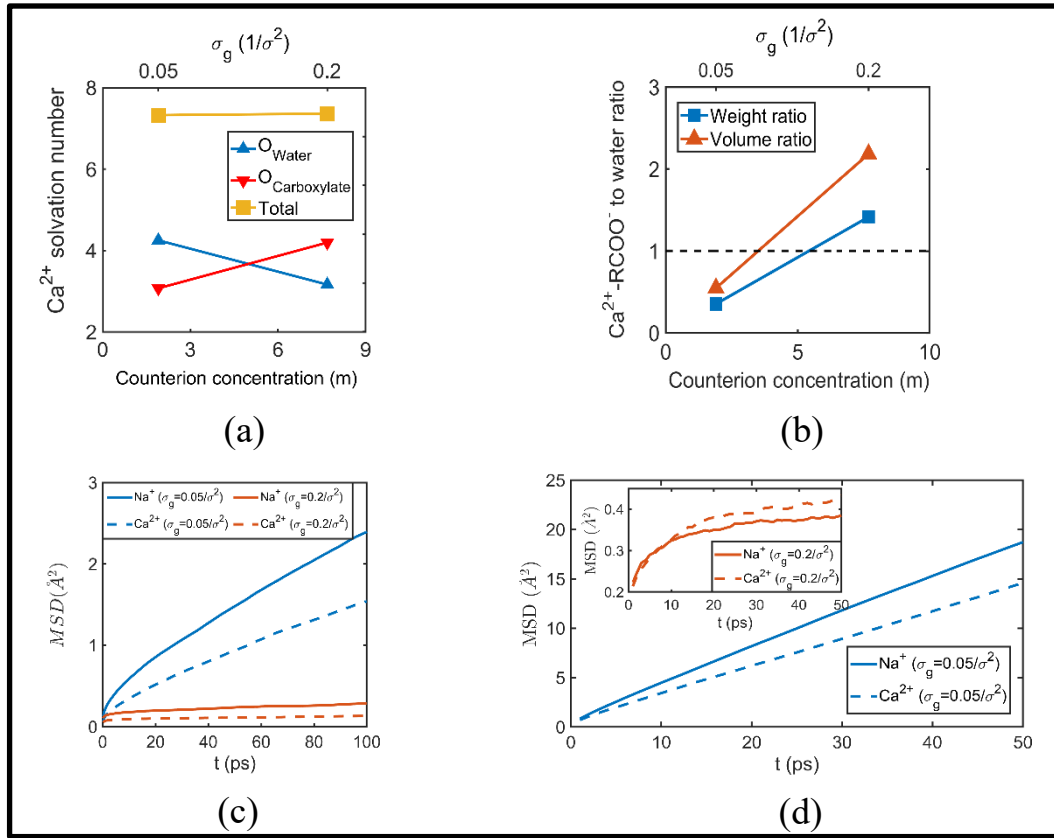 σg (1/σ²)
0.05 0.2
8
6
4
2
Ca²⁺ solvation number
O Water
O Carboxylate
Total
0 3 6 9
Counterion concentration (m)
(a)
σg (1/σ²)
0.05 0.2
3
2
1
0
Ca²⁺-RCOO⁻ to water ratio
Weight ratio
Volume ratio
0 5 10
Counterion concentration (m)
(b)
3
2
1
0
MSD(Å²)
Na⁺ (σg=0.05/σ²) Na⁺ (σg=0.2/σ²)
Ca²⁺ (σg=0.05/σ²) Ca²⁺ (σg=0.2/σ²)
0 20 40 60 80 100
t (ps)
(c)
25
20
15
10
5
0
MSD (Å²)
0.4
0.3
0.2
MSD (Å²)
Na⁺ (σg=0.2/σ²)
Ca²⁺ (σg=0.2/σ²)
0 10 20 30 40 50
t (ps)
Na⁺ (σg=0.05/σ²)
Ca²⁺ (σg=0.05/σ²)
0 10 20 30 40 50
t (ps)
(d)